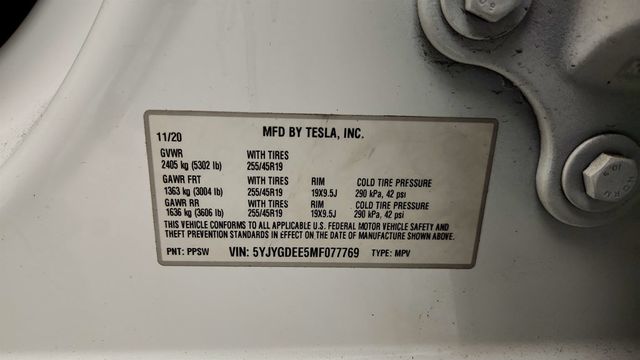 11/20 MFD BY TESLA, INC.
GVWR WITH TIRES
2405 kg (5302 lb) 255/45R19
GAWR FRT WITH TIRES RIM COLD TIRE PRESSURE
1363 kg (3004 lb) 255/45R19 19X9.5J 290 kPa, 42 psi
GAWR RR WITH TIRES RIM COLD TIRE PRESSURE
1636 kg (3606 lb) 255/45R19 19X9.5J 290 kPa, 42 psi
THIS VEHICLE CONFORMS TO ALL APPLICABLE U.S. FEDERAL MOTOR VEHICLE SAFETY AND
THEFT PREVENTION STANDARDS IN EFFECT ON THE DATE OF MANUFACTURE SHOWN ABOVE.
PNT: PPSW VIN: 5YJYGDEE5MF077769 TYPE: MPV